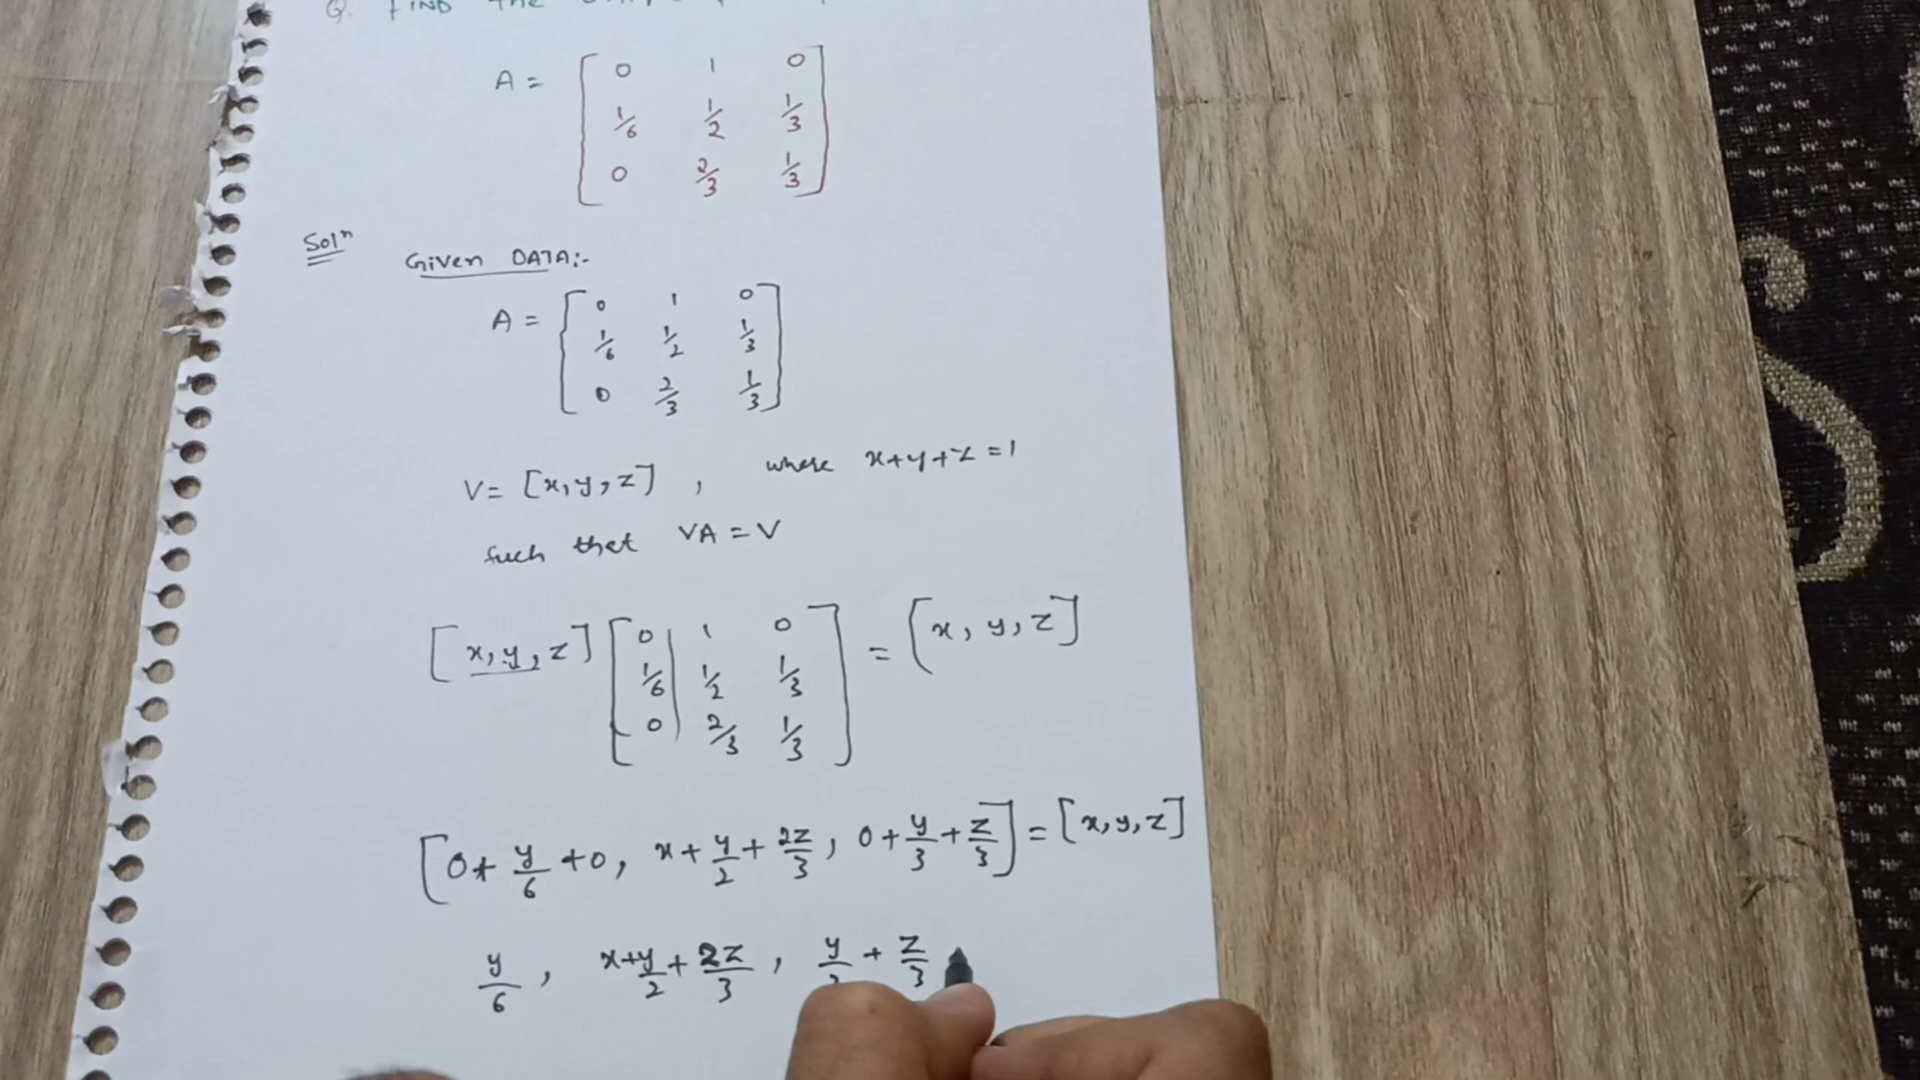 Q. FIND the
A = [ 0 1 0
1/6 1/2 1/3
0 2/3 1/3 ]
Solⁿ
Given DATA:-
A = [ 0 1 0
1/6 1/2 1/3
0 2/3 1/3 ]
V = [x, y, z] , where x+y+z = 1
such that VA = V
[x, y, z] [ 0 1 0
1/6 1/2 1/3
0 2/3 1/3 ] = [x, y, z]
[0 + y/6 + 0, x + y/2 + 2z/3, 0 + y/3 + z/3] = [x, y, z]
y/6 , x + y/2 + 2z/3 , y/3 + z/3